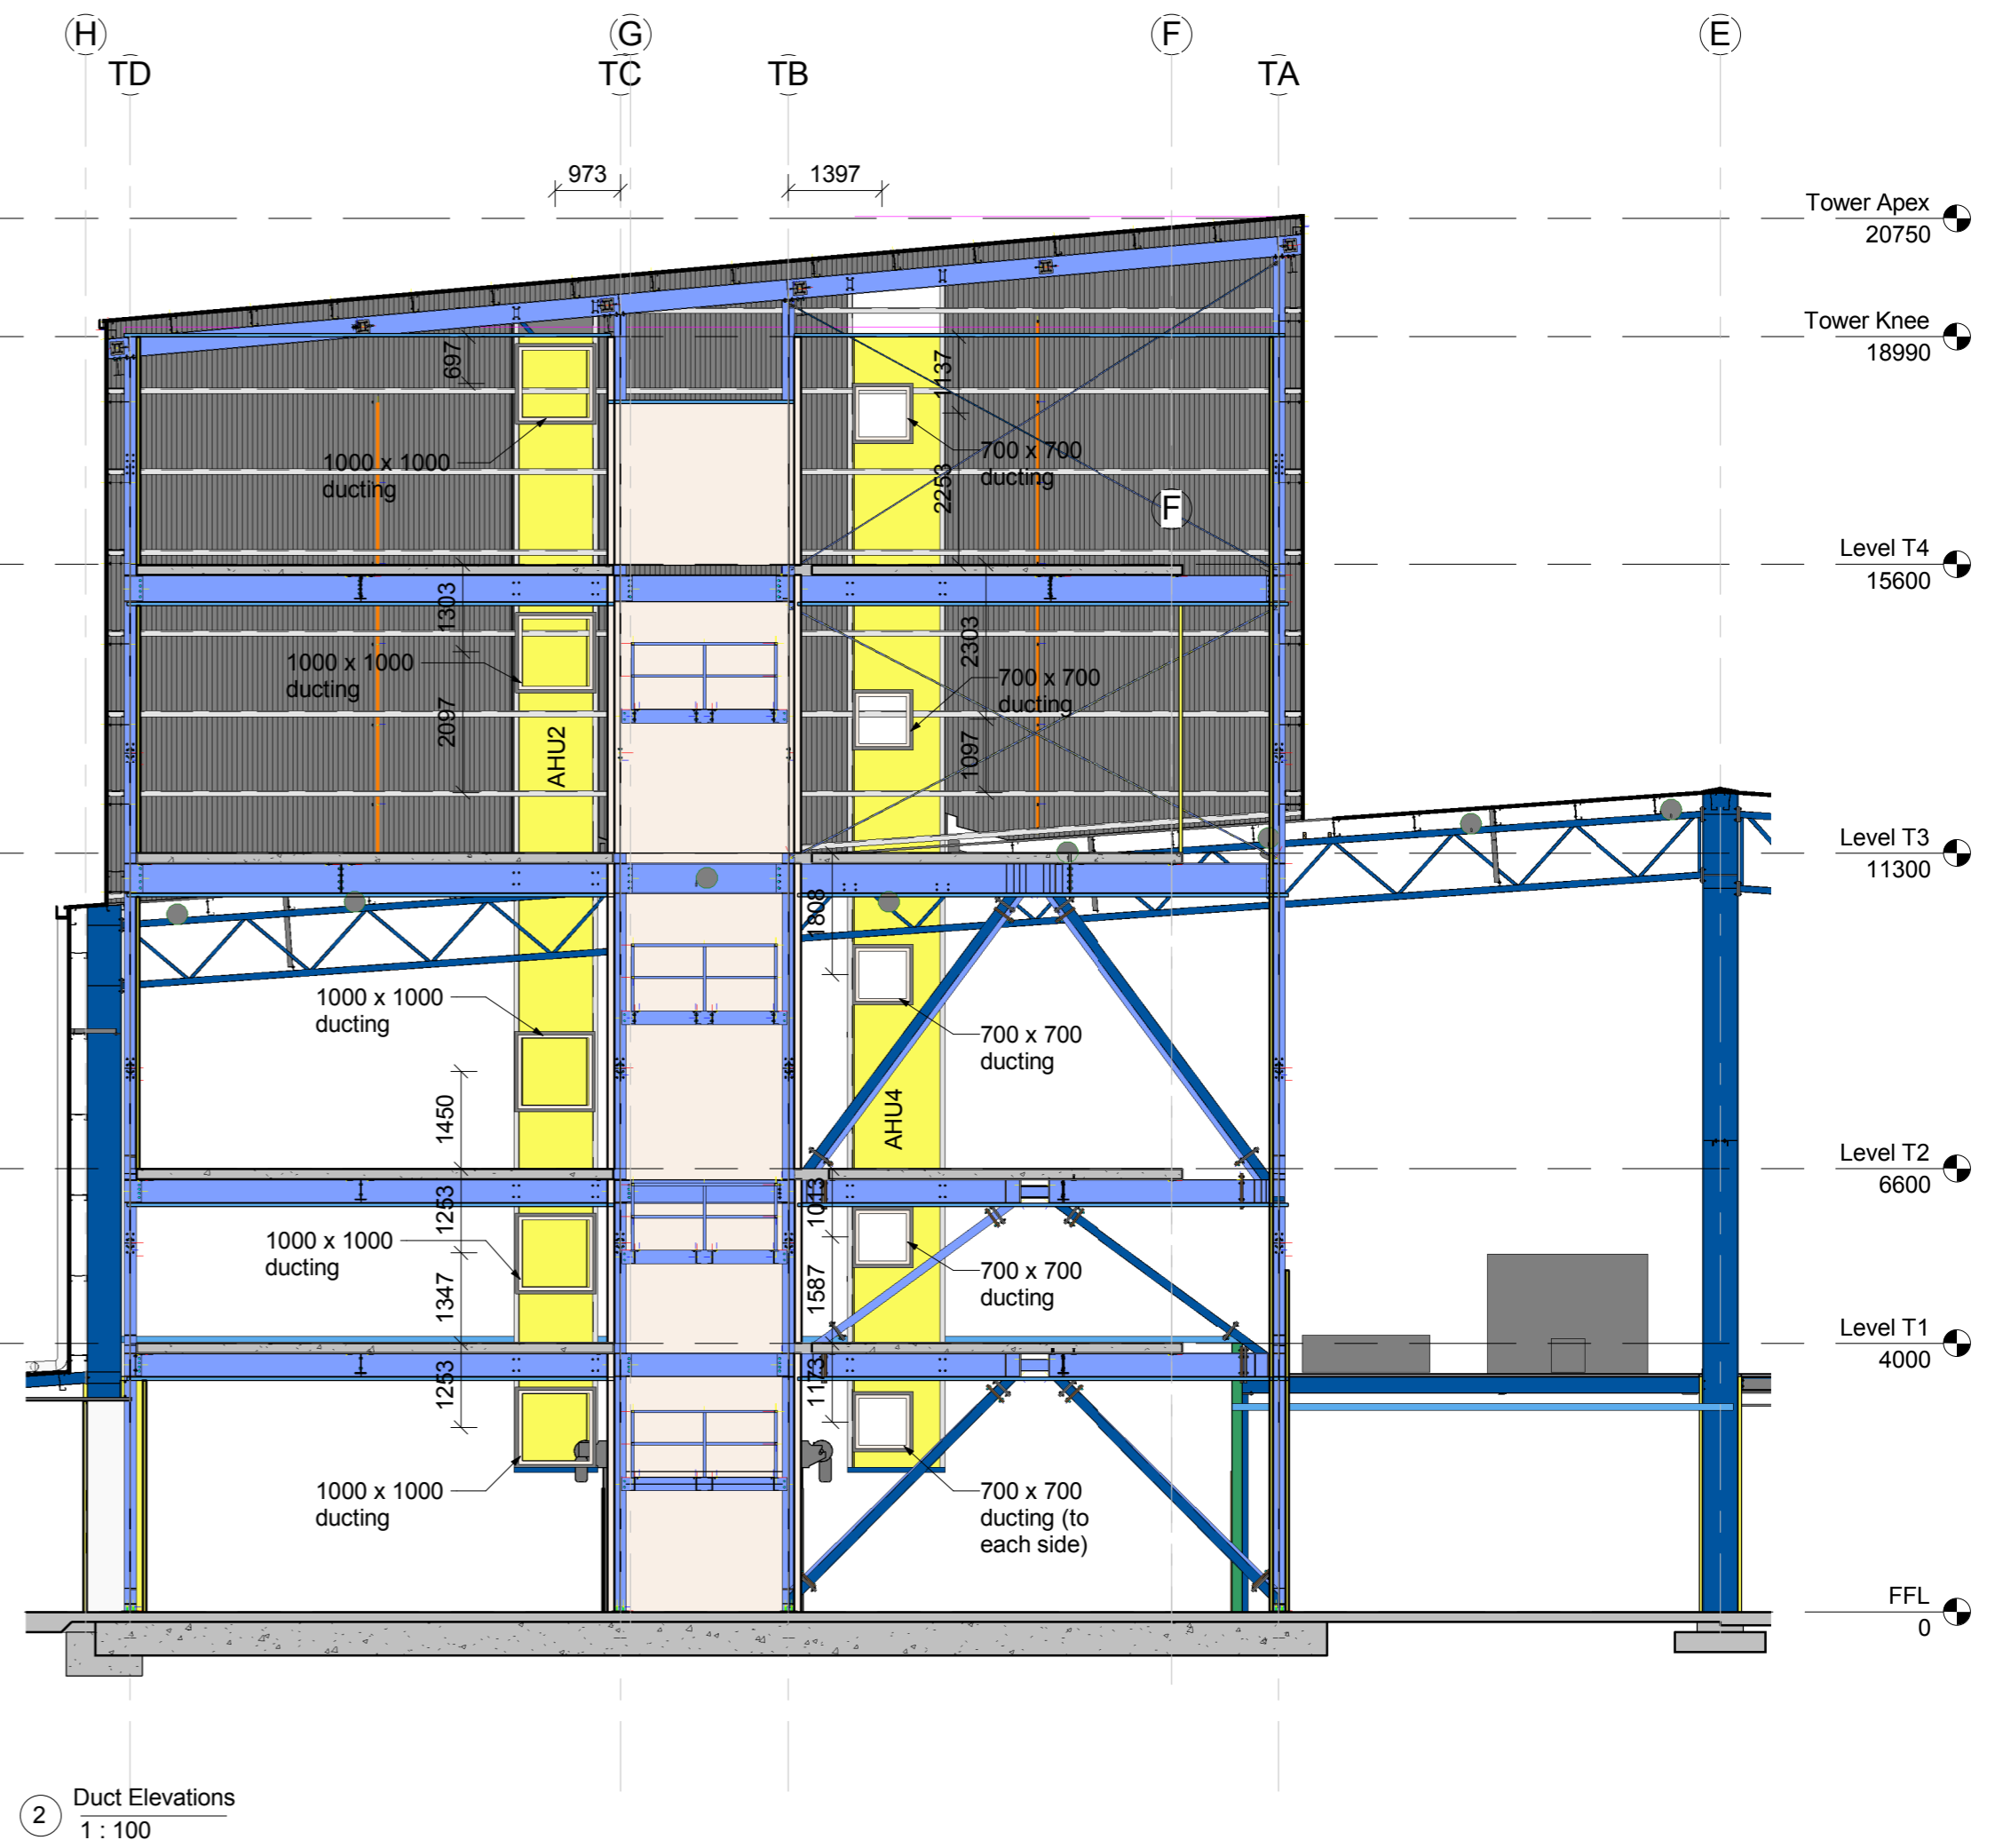 H
G
F
E
TD
TC
TB
TA
973
1397
Tower Apex
20750
Tower Knee
18990
697
1137
1000 x 1000
ducting
700 x 700
ducting
2253
F
Level T4
15600
1303
1000 x 1000
ducting
2303
700 x 700
ducting
2097
AHU2
1097
Level T3
11300
1808
1000 x 1000
ducting
700 x 700
ducting
1450
AHU4
Level T2
6600
1253
1013
1000 x 1000
ducting
700 x 700
ducting
1347
1587
Level T1
4000
1253
1173
1000 x 1000
ducting
700 x 700
ducting (to
each side)
FFL
0
2
Duct Elevations
1 : 100